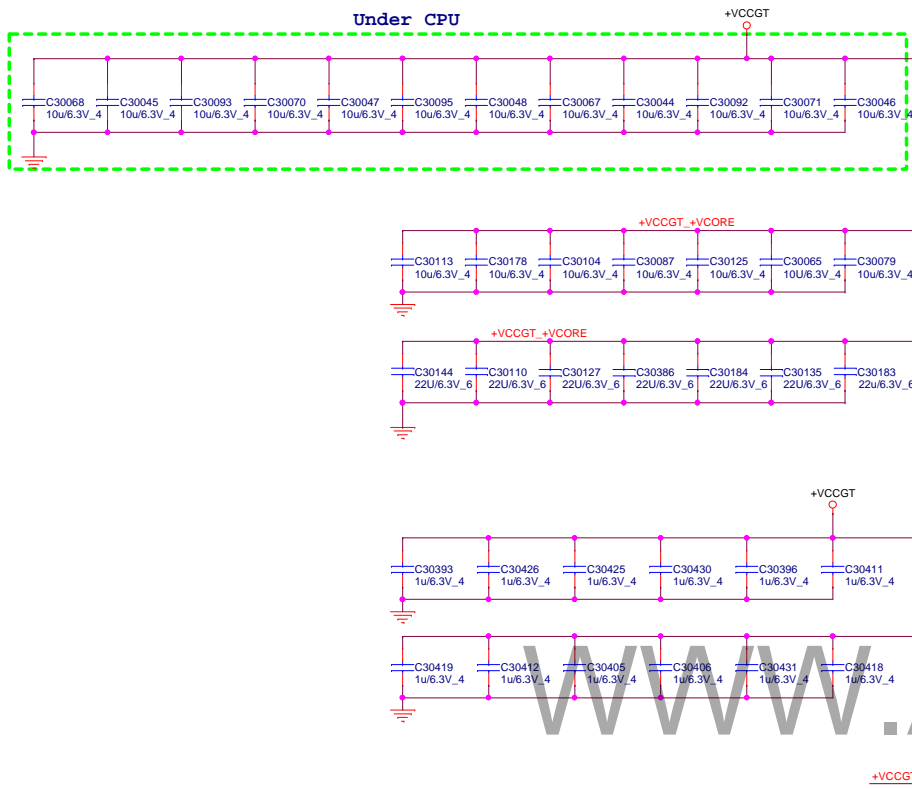 Under CPU
+VCCGT
C30068 C30045 C30093 C30070 C30047 C30095 C30048 C30067 C30044 C30092 C30071 C30046
10u/6.3V_4 10u/6.3V_4 10u/6.3V_4 10u/6.3V_4 10u/6.3V_4 10u/6.3V_4 10u/6.3V_4 10u/6.3V_4 10u/6.3V_4 10u/6.3V_4 10u/6.3V_4 10u/6.3V_4
+VCCGT_+VCORE
C30113 C30178 C30104 C30087 C30125 C30065 C30079
10u/6.3V_4 10u/6.3V_4 10u/6.3V_4 10u/6.3V_4 10u/6.3V_4 10U/6.3V_4 10u/6.3V_4
+VCCGT_+VCORE
C30144 C30110 C30127 C30386 C30184 C30135 C30183
22U/6.3V_6 22U/6.3V_6 22U/6.3V_6 22U/6.3V_6 22U/6.3V_6 22U/6.3V_6 22u/6.3V_6
+VCCGT
C30393 C30426 C30425 C30430 C30396 C30411
1u/6.3V_4 1u/6.3V_4 1u/6.3V_4 1u/6.3V_4 1u/6.3V_4 1u/6.3V_4
C30419 C30412 C30405 C30406 C30431 C30418
1u/6.3V_4 1u/6.3V_4 1u/6.3V_4 1u/6.3V_4 1u/6.3V_4 1u/6.3V_4
www.
+VCCGT